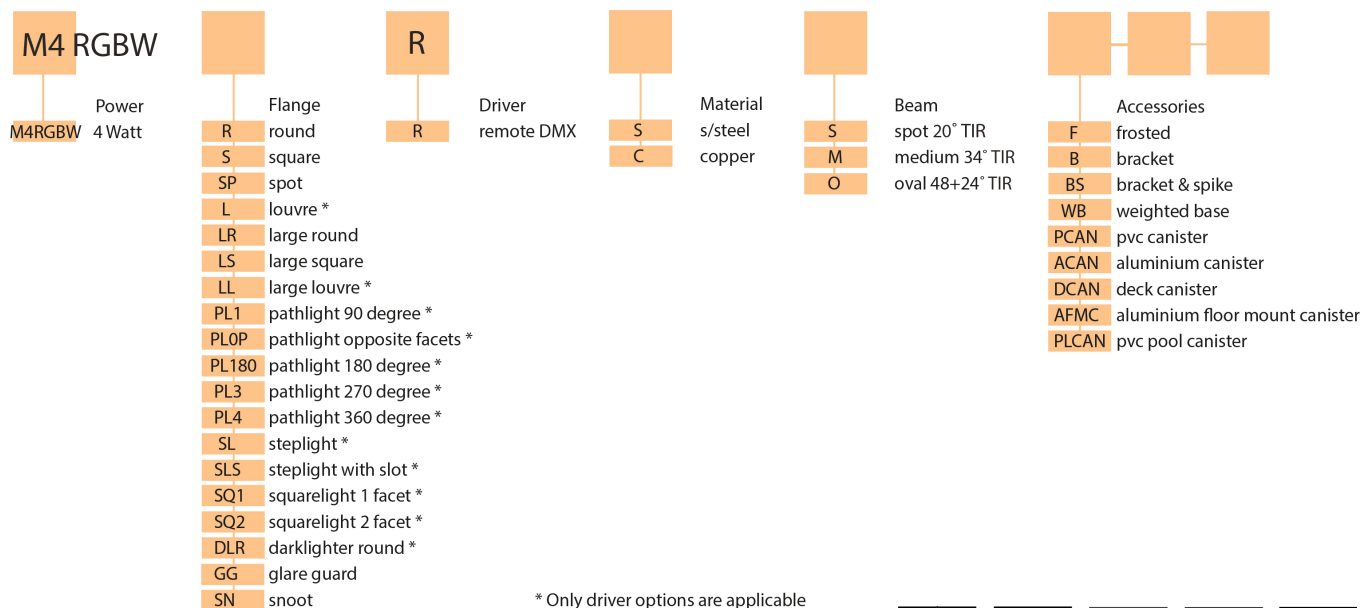 M4 RGBW
R
Power
M4RGBW 4 Watt
Flange
R round
S square
SP spot
L louvre *
LR large round
LS large square
LL large louvre *
PL1 pathlight 90 degree *
PL0P pathlight opposite facets *
PL180 pathlight 180 degree *
PL3 pathlight 270 degree *
PL4 pathlight 360 degree *
SL steplight *
SLS steplight with slot *
SQ1 squarelight 1 facet *
SQ2 squarelight 2 facet *
DLR darklighter round *
GG glare guard
SN snoot
Driver
R remote DMX
Material
S s/steel
C copper
Beam
S spot 20° TIR
M medium 34° TIR
O oval 48+24° TIR
Accessories
F frosted
B bracket
BS bracket & spike
WB weighted base
PCAN pvc canister
ACAN aluminium canister
DCAN deck canister
AFMC aluminium floor mount canister
PLCAN pvc pool canister
* Only driver options are applicable